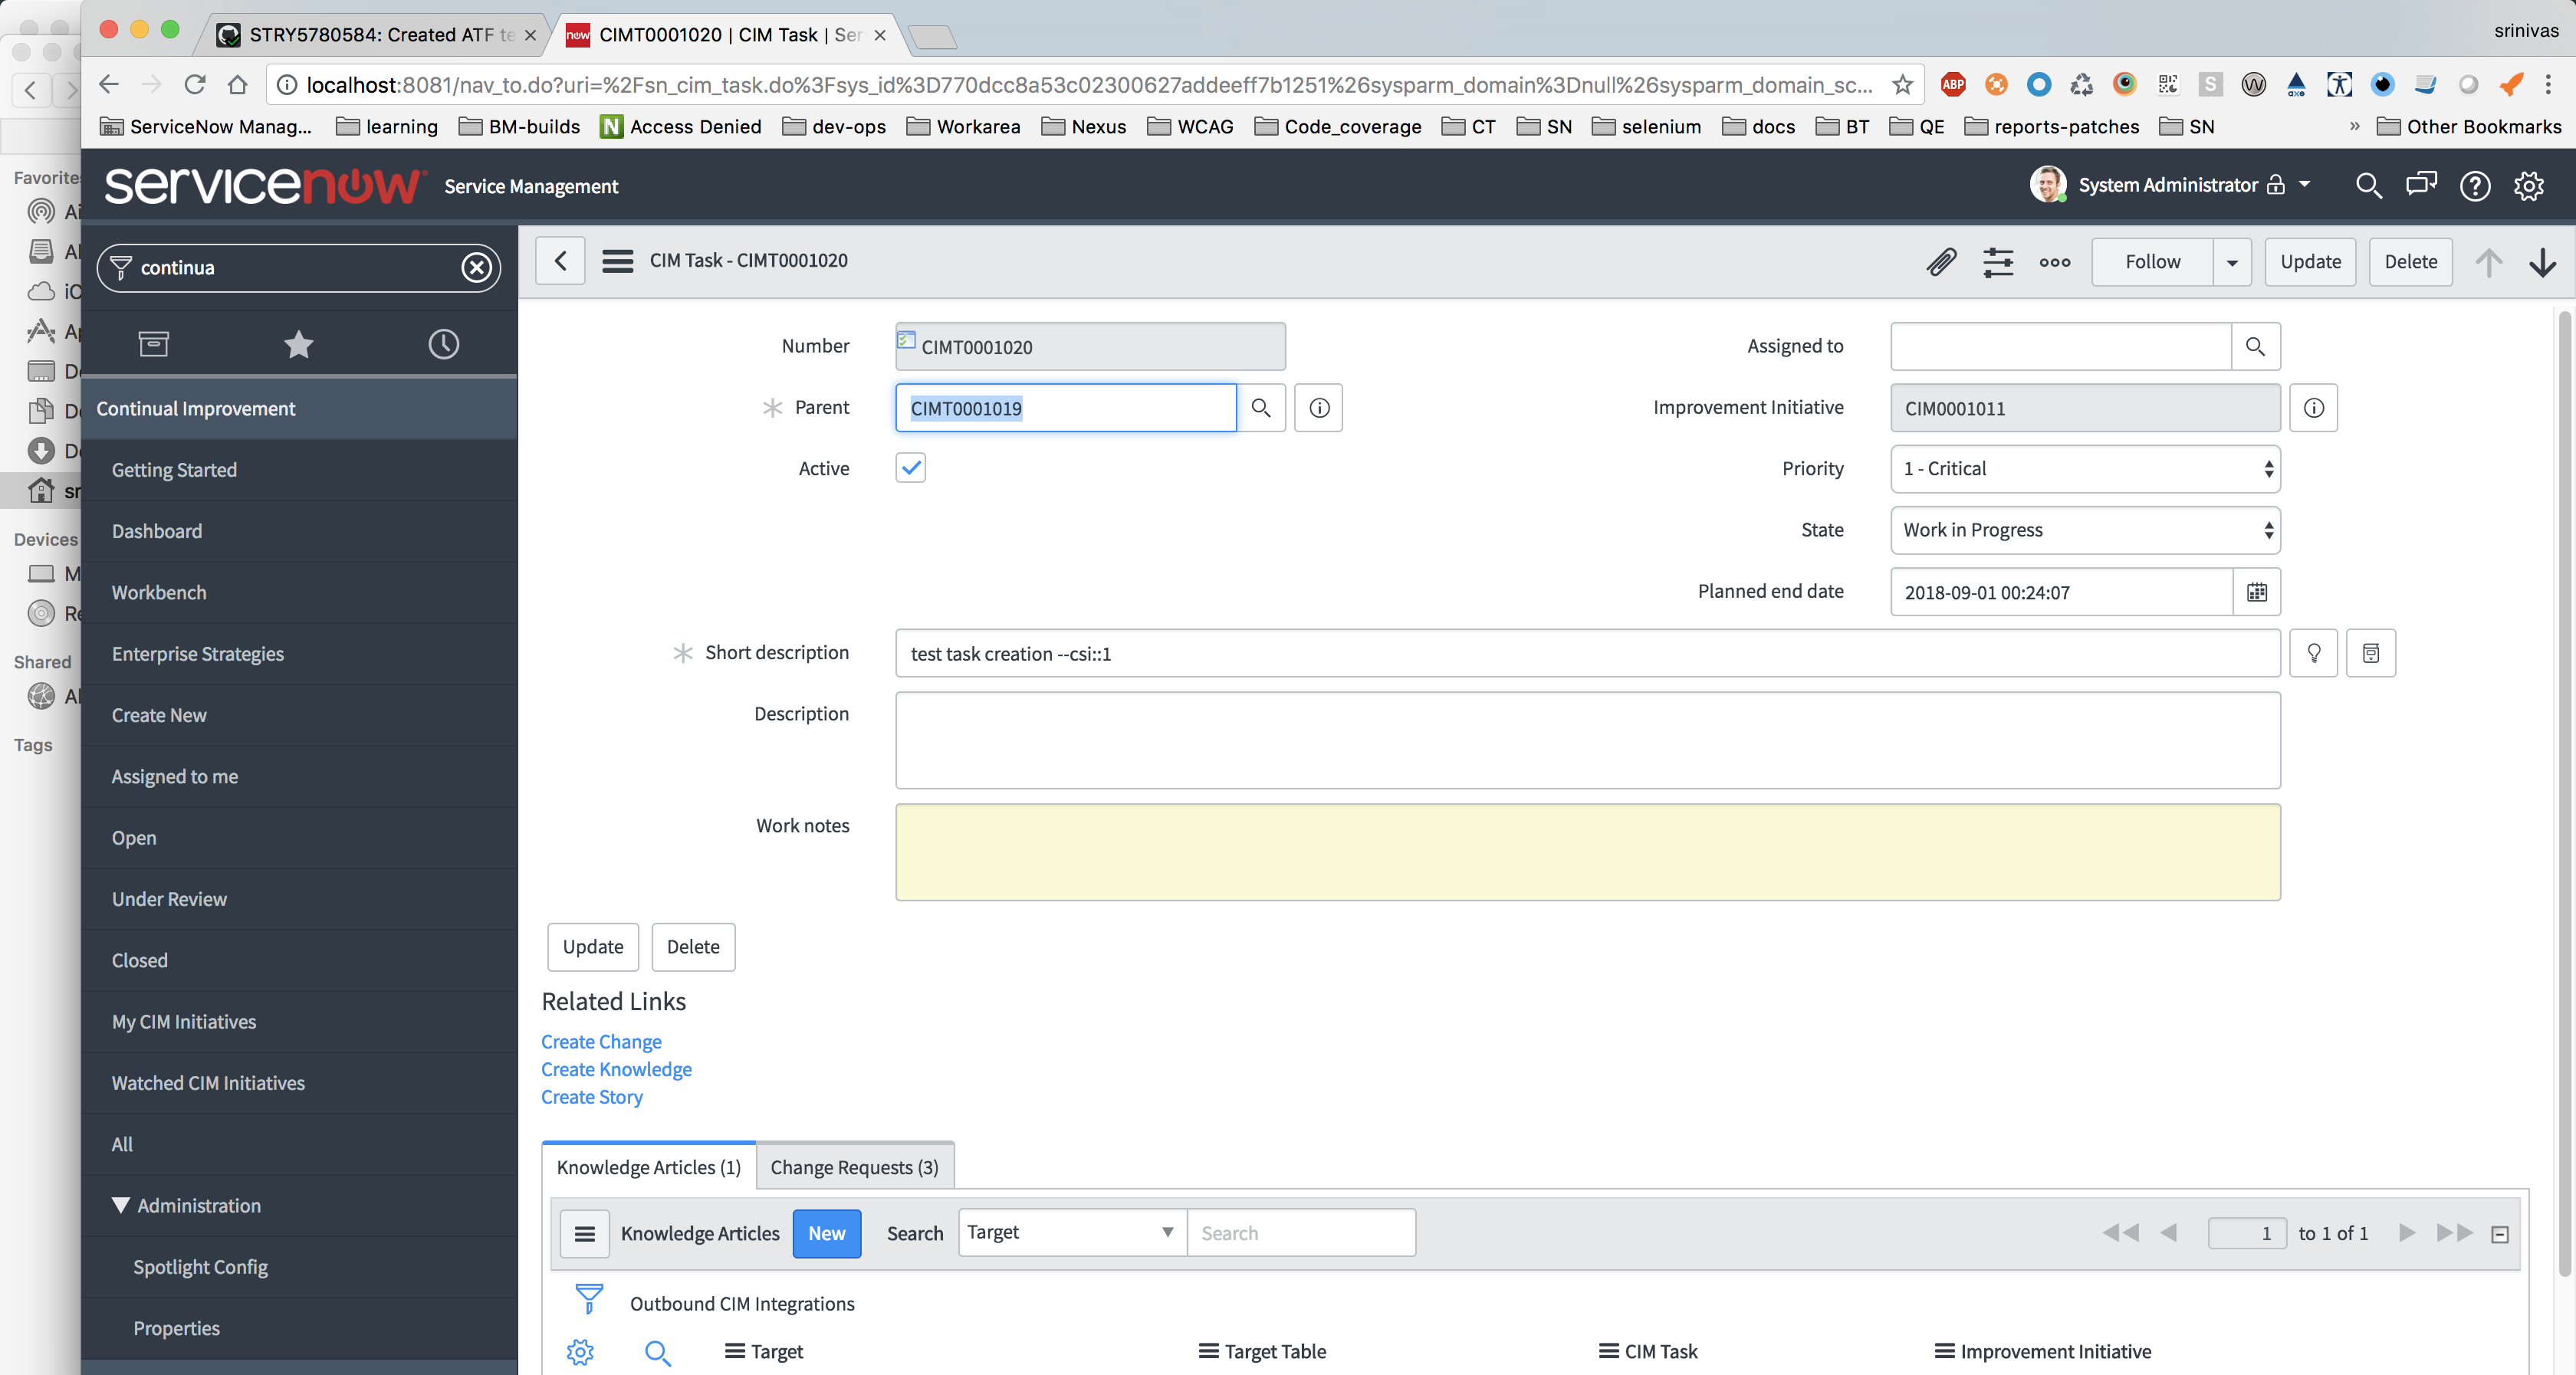 STRY5780584: Created ATF te
CIMT0001020 | CIM Task | Ser
srinivas
localhost:8081/nav_to.do?uri=%2Fsn_cim_task.do%3Fsys_id%3D770dcc8a53c02300627addeeff7b1251%26sysparm_domain%3Dnull%26sysparm_domain_sc...
ABP
S
ServiceNow Manag...
learning
BM-builds
N Access Denied
dev-ops
Workarea
Nexus
WCAG
Code_coverage
CT
SN
selenium
docs
BT
QE
reports-patches
SN
»
Other Bookmarks
Favorite
Ai
Al
iC
Ap
De
Do
Do
sr
Devices
M
Re
Shared
Al
Tags
servicenow
Service Management
System Administrator
continua
Continual Improvement
Getting Started
Dashboard
Workbench
Enterprise Strategies
Create New
Assigned to me
Open
Under Review
Closed
My CIM Initiatives
Watched CIM Initiatives
All
Administration
Spotlight Config
Properties
CIM Task - CIMT0001020
Follow
Update
Delete
Number
CIMT0001020
Parent
CIMT0001019
Active
Assigned to
Improvement Initiative
CIM0001011
Priority
1 - Critical
State
Work in Progress
Planned end date
2018-09-01 00:24:07
Short description
test task creation --csi::1
Description
Work notes
Update
Delete
Related Links
Create Change
Create Knowledge
Create Story
Knowledge Articles (1)
Change Requests (3)
Knowledge Articles
New
Search
Target
Search
1 to 1 of 1
Outbound CIM Integrations
Target
Target Table
CIM Task
Improvement Initiative